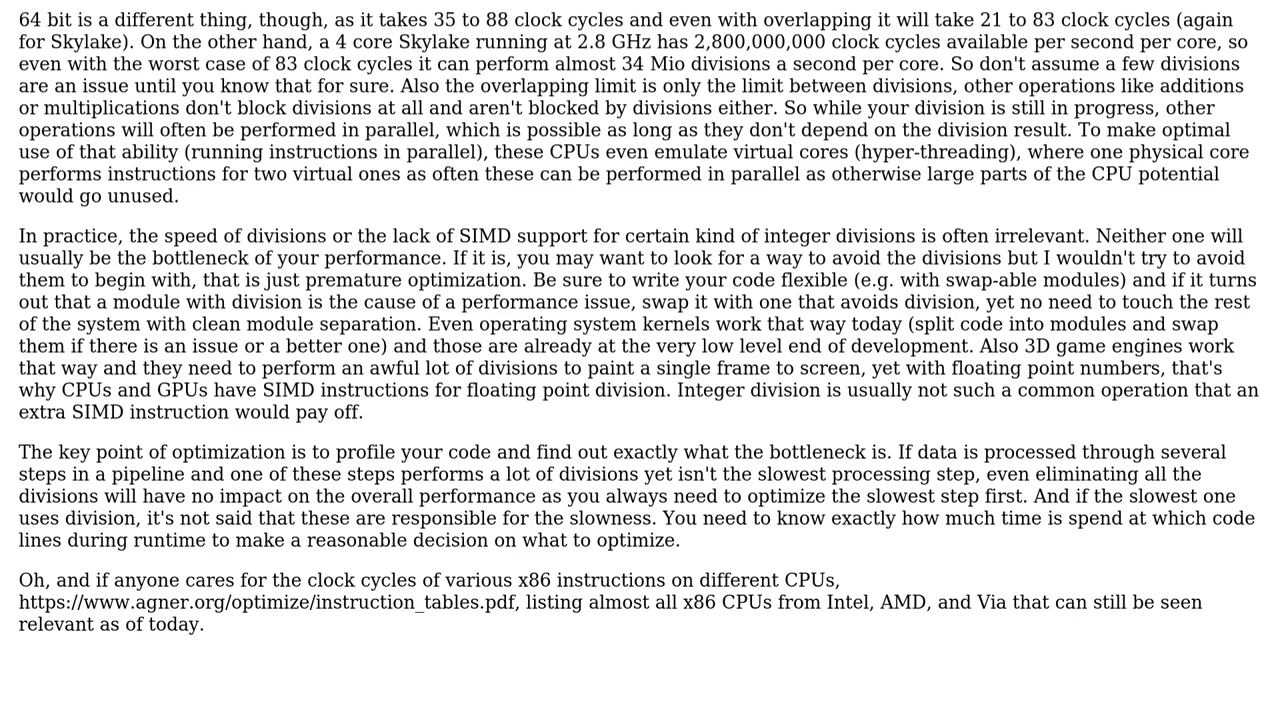 64 bit is a different thing, though, as it takes 35 to 88 clock cycles and even with overlapping it will take 21 to 83 clock cycles (again
for Skylake). On the other hand, a 4 core Skylake running at 2.8 GHz has 2,800,000,000 clock cycles available per second per core, so
even with the worst case of 83 clock cycles it can perform almost 34 Mio divisions a second per core. So don't assume a few divisions
are an issue until you know that for sure. Also the overlapping limit is only the limit between divisions, other operations like additions
or multiplications don't block divisions at all and aren't blocked by divisions either. So while your division is still in progress, other
operations will often be performed in parallel, which is possible as long as they don't depend on the division result. To make optimal
use of that ability (running instructions in parallel), these CPUs even emulate virtual cores (hyper-threading), where one physical core
performs instructions for two virtual ones as often these can be performed in parallel as otherwise large parts of the CPU potential
would go unused.
In practice, the speed of divisions or the lack of SIMD support for certain kind of integer divisions is often irrelevant. Neither one will
usually be the bottleneck of your performance. If it is, you may want to look for a way to avoid the divisions but I wouldn't try to avoid
them to begin with, that is just premature optimization. Be sure to write your code flexible (e.g. with swap-able modules) and if it turns
out that a module with division is the cause of a performance issue, swap it with one that avoids division, yet no need to touch the rest
of the system with clean module separation. Even operating system kernels work that way today (split code into modules and swap
them if there is an issue or a better one) and those are already at the very low level end of development. Also 3D game engines work
that way and they need to perform an awful lot of divisions to paint a single frame to screen, yet with floating point numbers, that's
why CPUs and GPUs have SIMD instructions for floating point division. Integer division is usually not such a common operation that an
extra SIMD instruction would pay off.
The key point of optimization is to profile your code and find out exactly what the bottleneck is. If data is processed through several
steps in a pipeline and one of these steps performs a lot of divisions yet isn't the slowest processing step, even eliminating all the
divisions will have no impact on the overall performance as you always need to optimize the slowest step first. And if the slowest one
uses division, it's not said that these are responsible for the slowness. You need to know exactly how much time is spend at which code
lines during runtime to make a reasonable decision on what to optimize.
Oh, and if anyone cares for the clock cycles of various x86 instructions on different CPUs,
https://www.agner.org/optimize/instruction_tables.pdf, listing almost all x86 CPUs from Intel, AMD, and Via that can still be seen
relevant as of today.